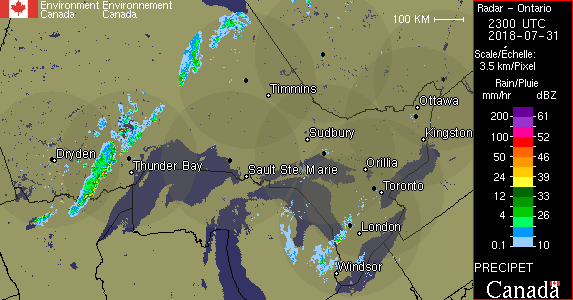 Environment Environnement
Canada Canada
100 KM
Timmins
Ottawa
Sudbury
Kingston
Dryden
Thunder Bay
Sault Ste. Marie
Orillia
Toronto
London
Windsor
Radar - Ontario
2300 UTC
2018-07-31
Scale/Échelle:
3.5 km/Pixel
Rain/Pluie
mm/hr dBZ
200 61
100 52
50 46
24 39
12 33
4 26
0.1 10
PRECIPET
Canada